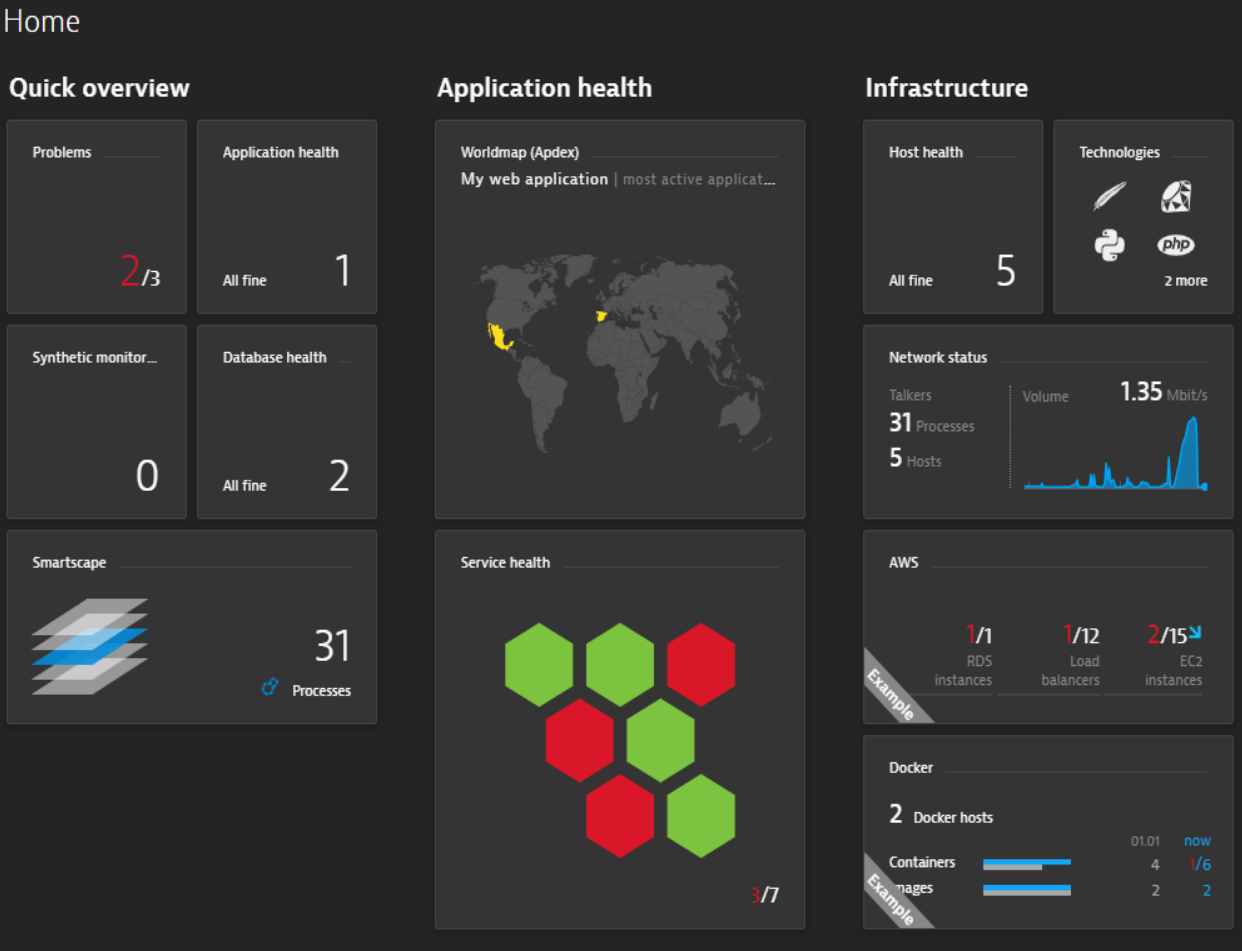 Home
Quick overview
Problems
2/3
Application health
All fine 1
Synthetic monitor...
0
Database health
All fine 2
Smartscape
31
Processes
Application health
Worldmap (Apdex)
My web application | most active applicat...
Service health
3/7
Infrastructure
Host health
All fine 5
Technologies
php
2 more
Network status
Talkers
31 Processes
5 Hosts
Volume 1.35 Mbit/s
AWS
1/1 1/12 2/15
RDS Load EC2
instances balancers instances
Example
Docker
2 Docker hosts
01.01 now
Containers 4 1/6
mages 2 2
Example